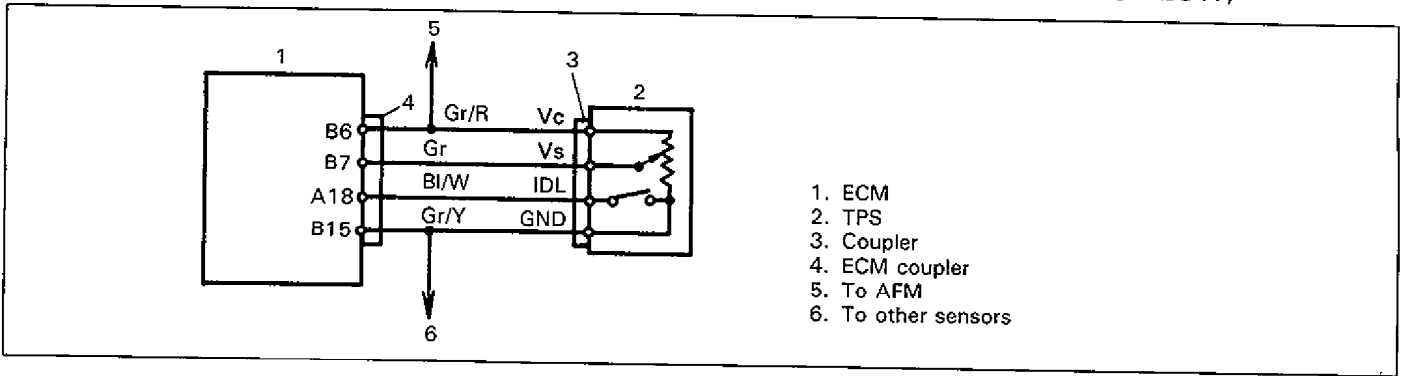 5
1
3
2
4
Gr/R
Vc
B6
Gr
Vs
B7
Bl/W
IDL
A18
Gr/Y
GND
B15
6
1. ECM
2. TPS
3. Coupler
4. ECM coupler
5. To AFM
6. To other sensors